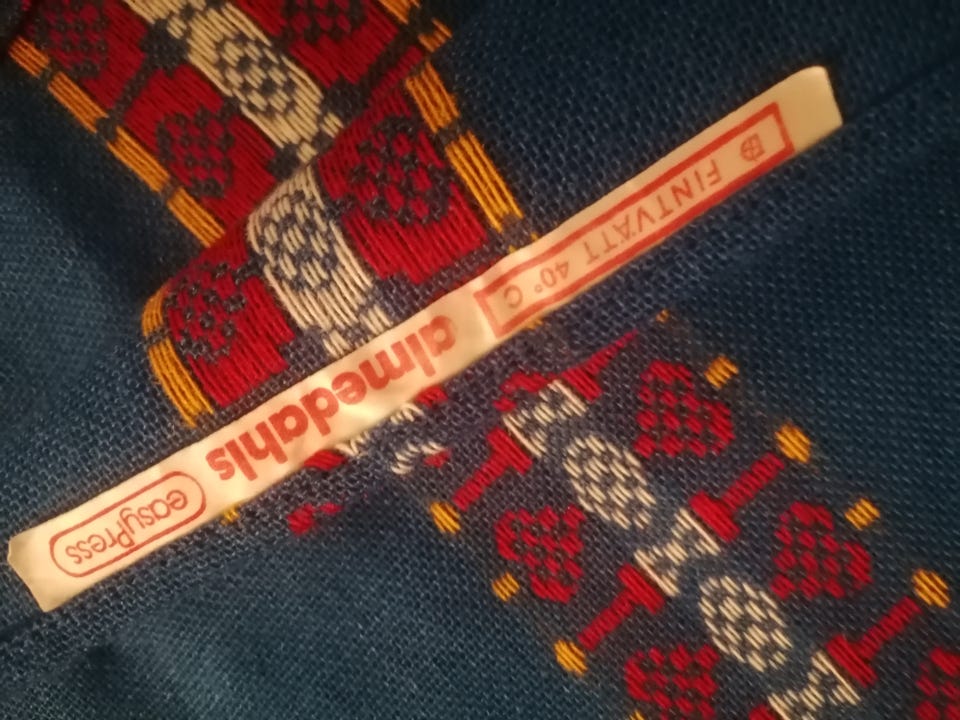 FINTVÄTT 40° C
almedahls
easyPress